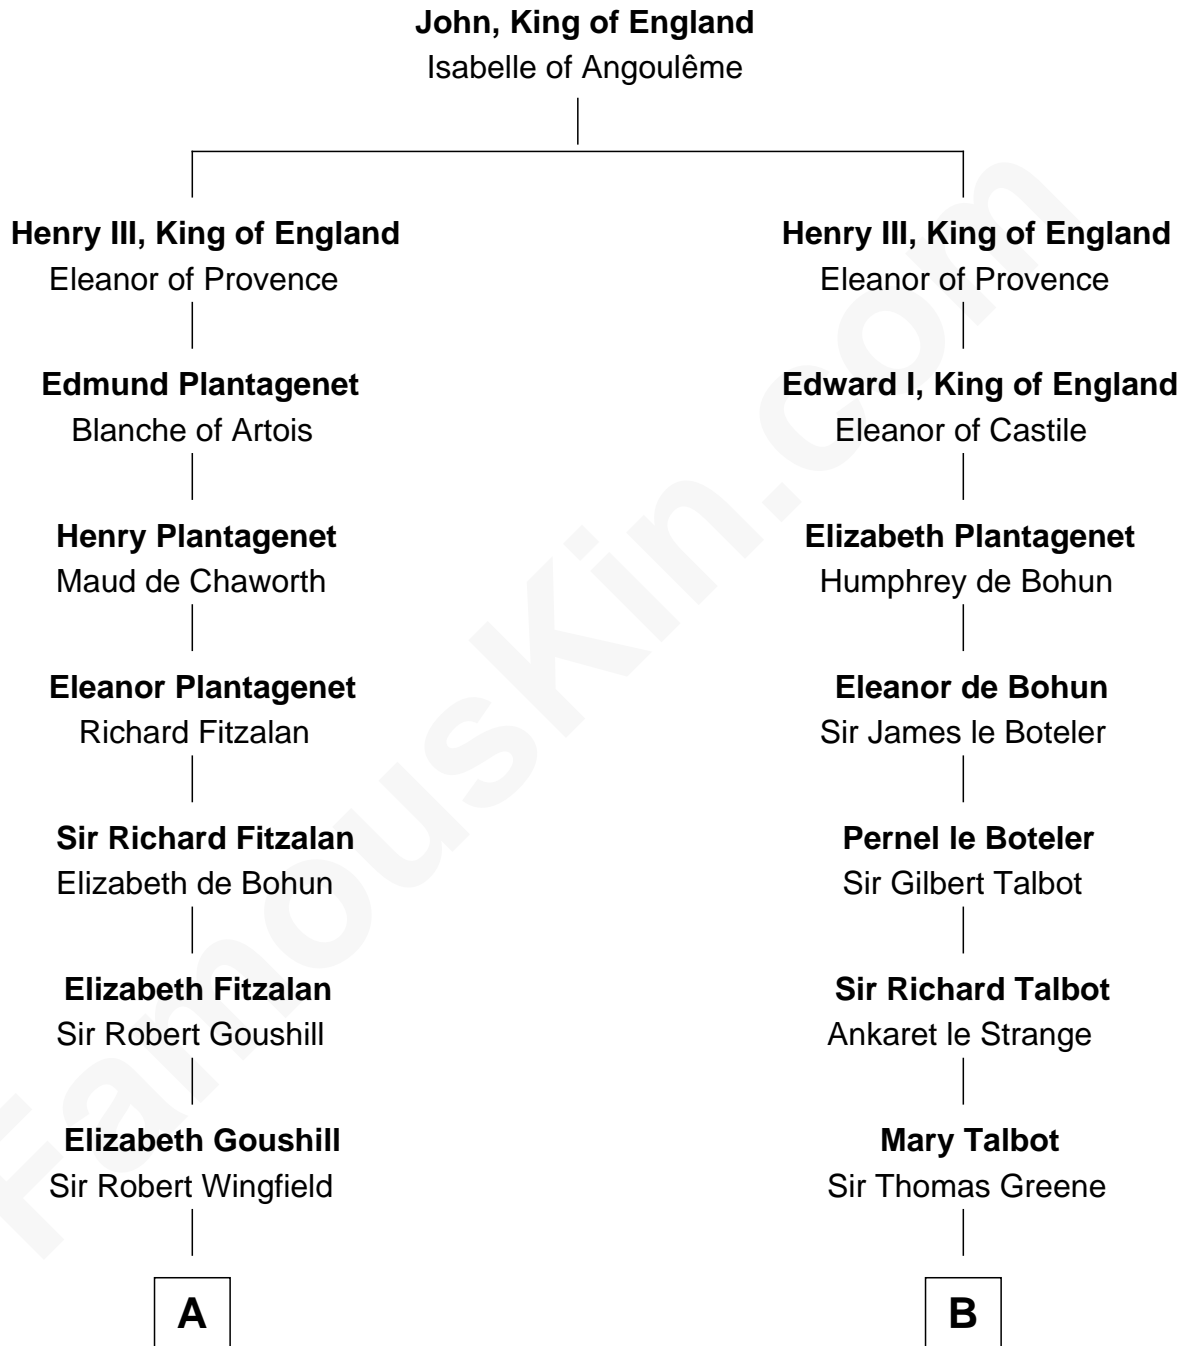 John, King of England
Isabelle of Angoulême
Henry III, King of England
Eleanor of Provence
Henry III, King of England
Eleanor of Provence
Edmund Plantagenet
Blanche of Artois
Edward I, King of England
Eleanor of Castile
Henry Plantagenet
Maud de Chaworth
Elizabeth Plantagenet
Humphrey de Bohun
Eleanor Plantagenet
Richard Fitzalan
Eleanor de Bohun
Sir James le Boteler
Sir Richard Fitzalan
Elizabeth de Bohun
Pernel le Boteler
Sir Gilbert Talbot
Elizabeth Fitzalan
Sir Robert Goushill
Sir Richard Talbot
Ankaret le Strange
Elizabeth Goushill
Sir Robert Wingfield
Mary Talbot
Sir Thomas Greene
A
B
FamousKin.com